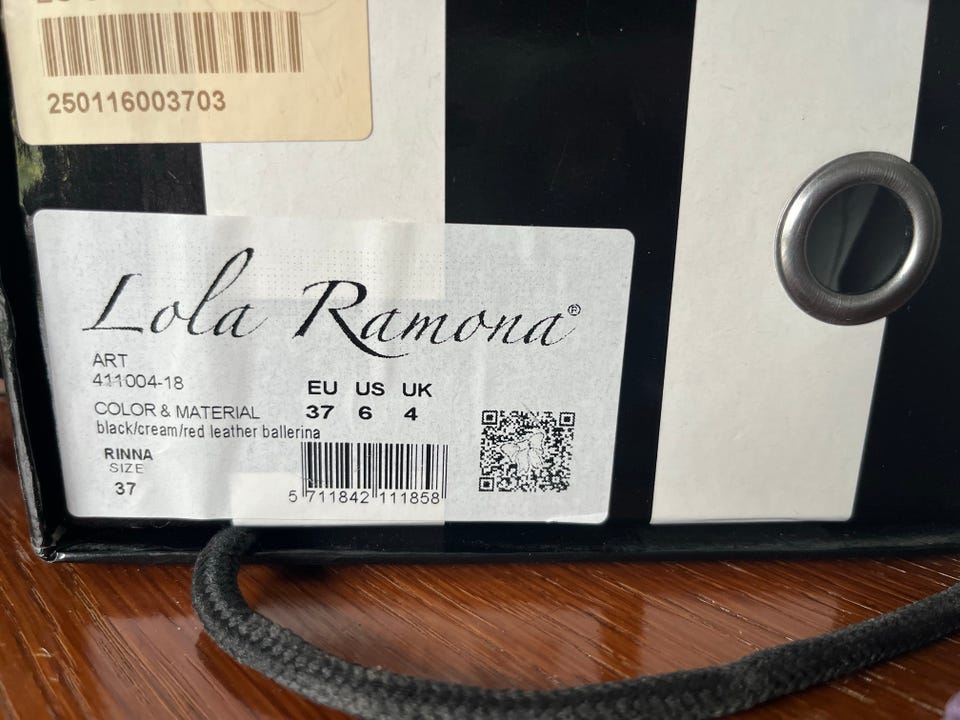 250116003703
Lola Ramona®
ART
411004-18
EU US UK
37 6 4
COLOR & MATERIAL
black/cream/red leather ballerina
RINNA
SIZE
37
5 711842 111858